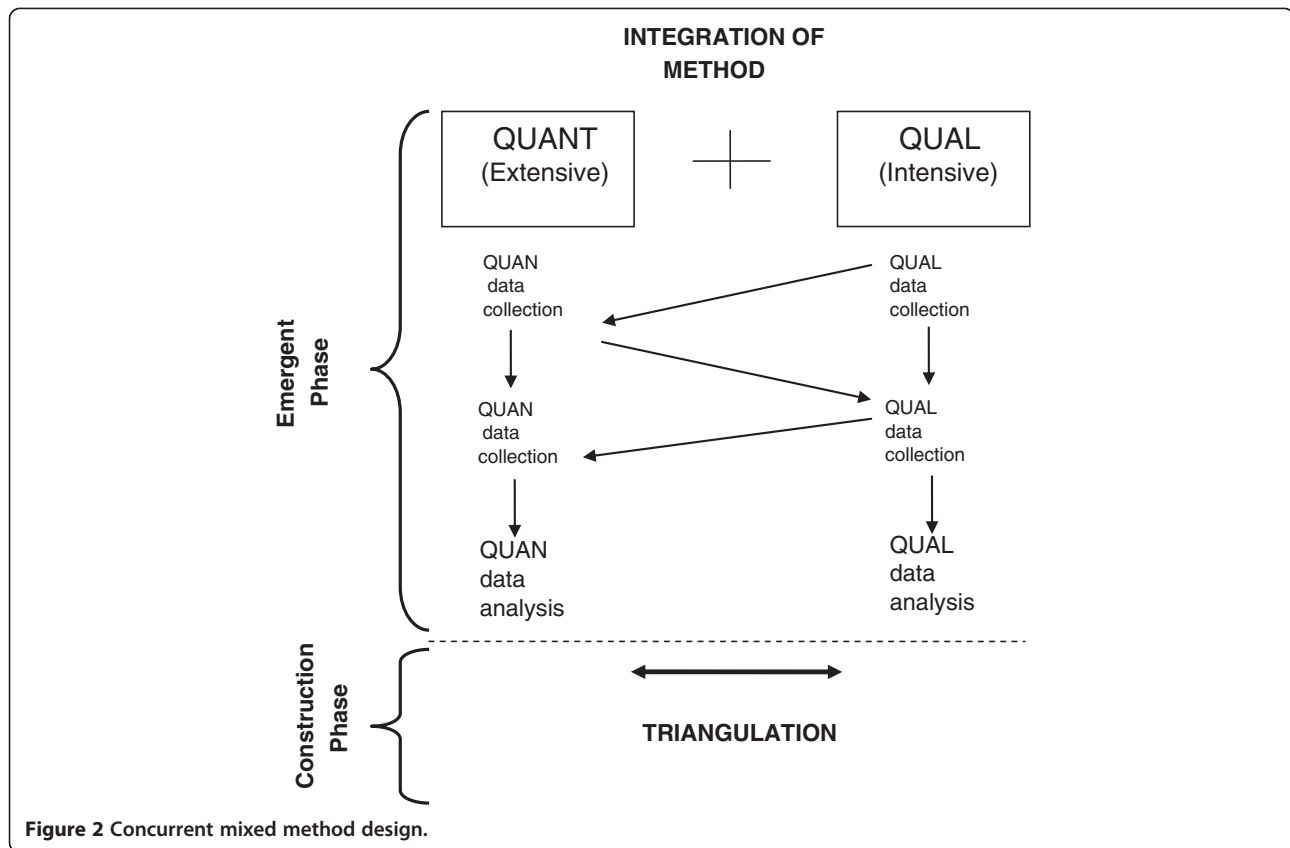 INTEGRATION OF
METHOD
QUANT
(Extensive)
QUAL
(Intensive)
QUAN
data
collection
QUAL
data
collection
Emergent
Phase
QUAN
data
collection
QUAL
data
collection
QUAN
data
analysis
QUAL
data
analysis
Construction
Phase
TRIANGULATION
Figure 2 Concurrent mixed method design.